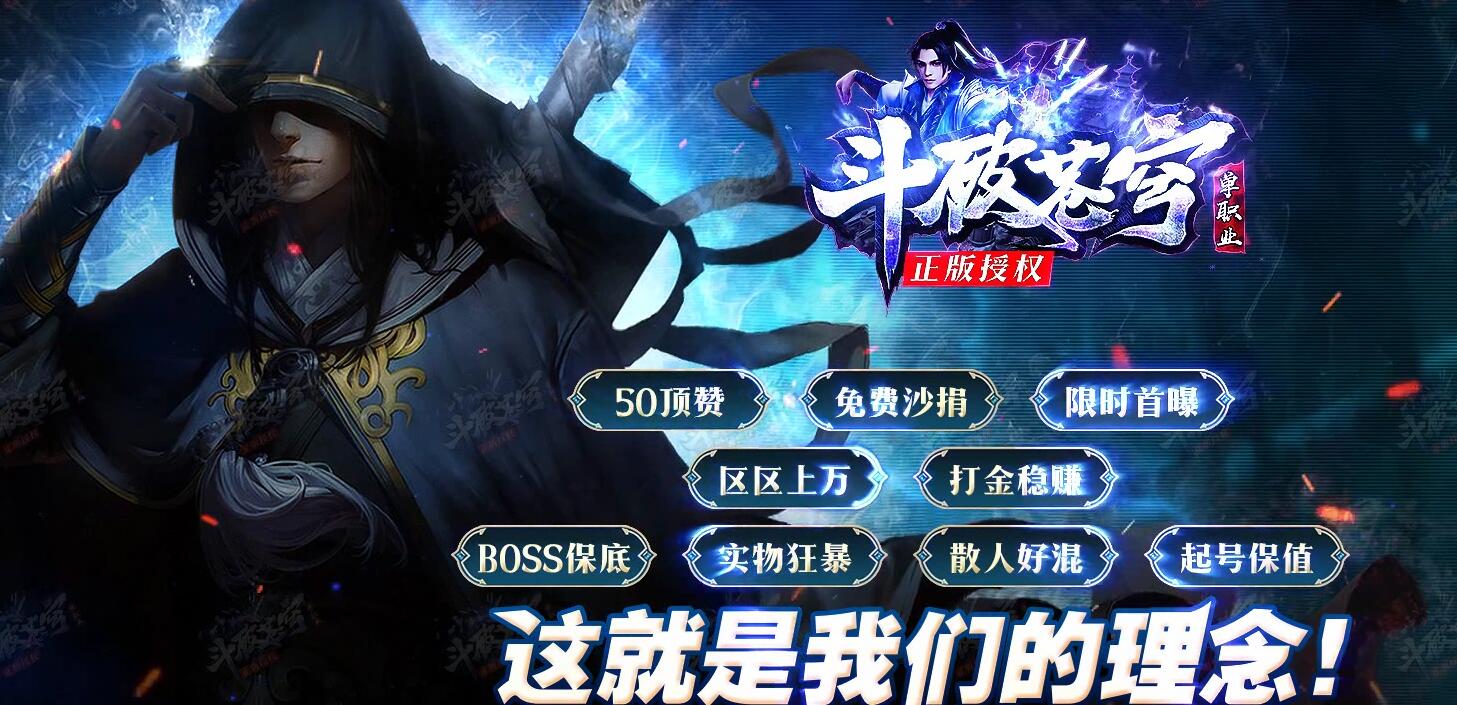 斗破苍穹
单职业
正版授权
50顶赞 免费沙捐 限时首曝
区区上万 打金稳赚
BOSS保底 实物狂暴 散人好混 起号保值
这就是我们的理念!